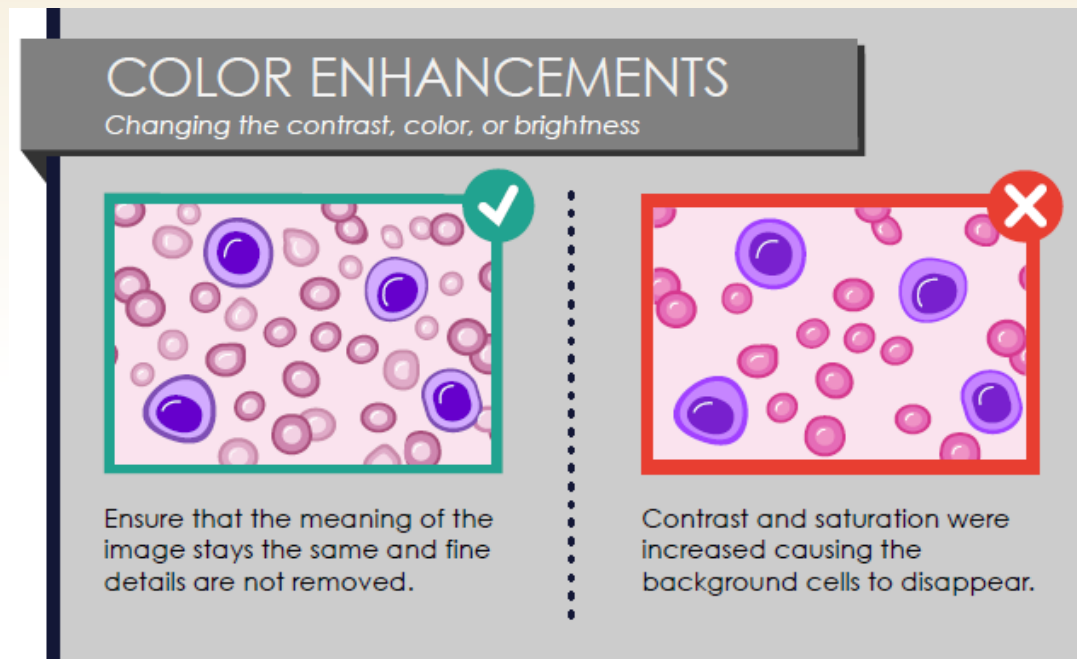 COLOR ENHANCEMENTS
Changing the contrast, color, or brightness
Ensure that the meaning of the
image stays the same and fine
details are not removed.
Contrast and saturation were
increased causing the
background cells to disappear.